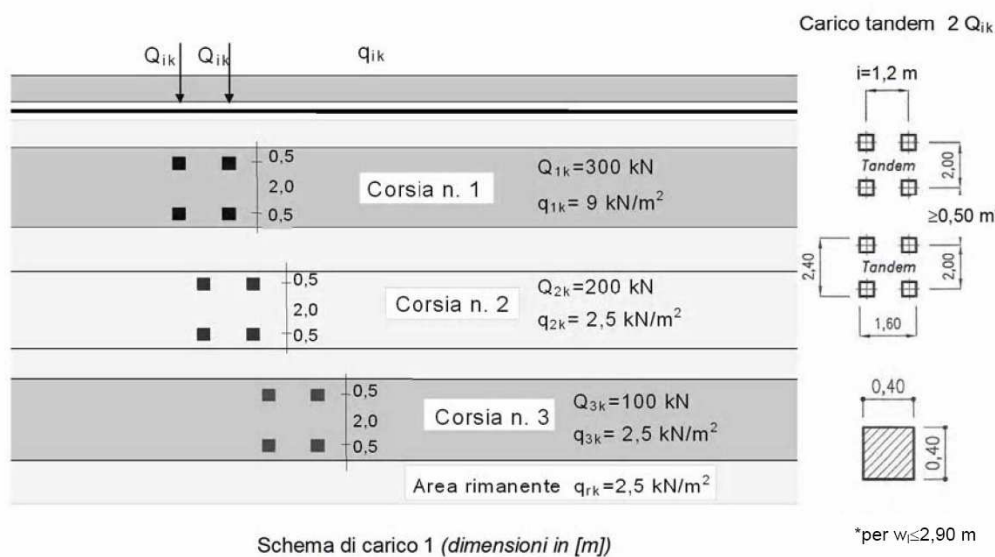 Carico tandem 2 Qik
Qik Qik qik
i=1,2 m
0,5
2,0
0,5
Corsia n. 1
Q1k=300 kN
q1k= 9 kN/m²
Tandem
2,00
≥0,50 m
0,5
2,0
0,5
Corsia n. 2
Q2k=200 kN
q2k= 2,5 kN/m²
2,40
Tandem
2,00
1,60
0,5
2,0
0,5
Corsia n. 3
Q3k=100 kN
q3k= 2,5 kN/m²
0,40
0,40
Area rimanente qrk=2,5 kN/m²
Schema di carico 1 (dimensioni in [m])
*per wl≤2,90 m